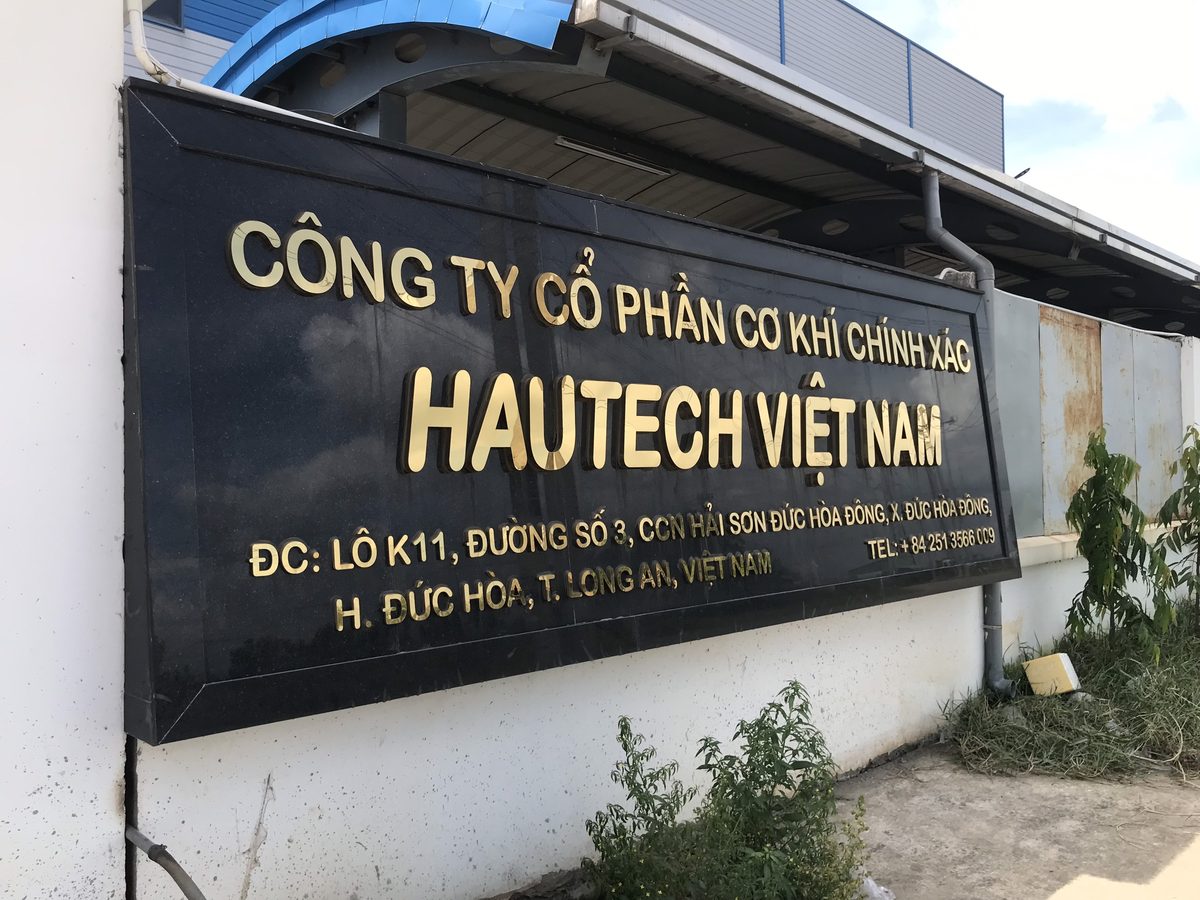 CÔNG TY CỔ PHẦN CƠ KHÍ CHÍNH XÁC
HAUTECH VIỆT NAM
ĐC: LÔ K11, ĐƯỜNG SỐ 3, CCN HẢI SƠN ĐỨC HÒA ĐÔNG, X. ĐỨC HÒA ĐÔNG,
H. ĐỨC HÒA, T. LONG AN, VIỆT NAM TEL: + 84 251 3566 009